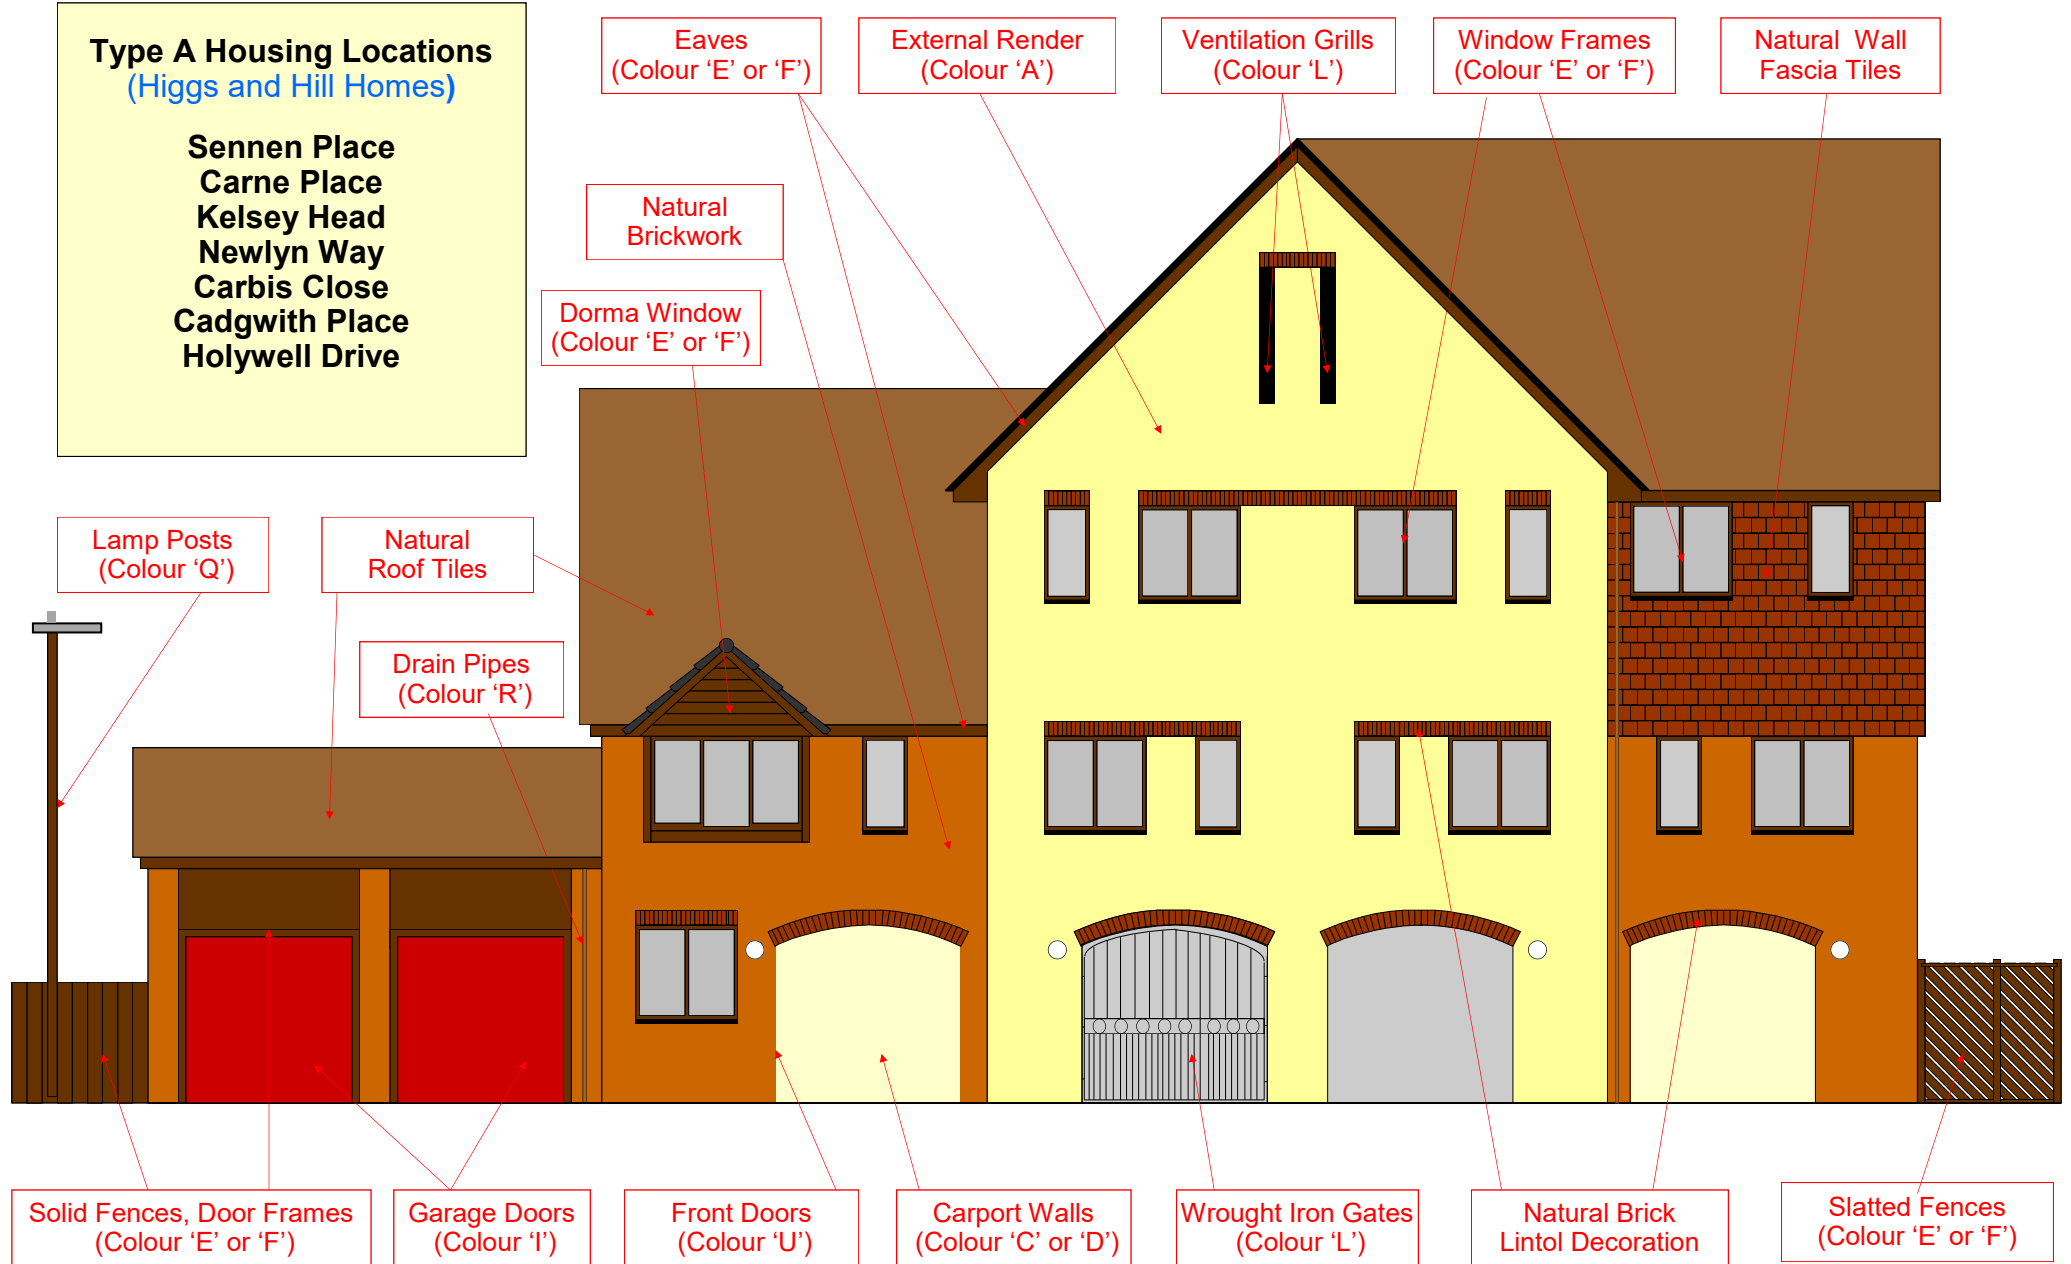 Type A Housing Locations
(Higgs and Hill Homes)
Sennen Place
Carne Place
Kelsey Head
Newlyn Way
Carbis Close
Cadgwith Place
Holywell Drive
Eaves
(Colour ‘E’ or ‘F’)
External Render
(Colour ‘A’)
Ventilation Grills
(Colour ‘L’)
Window Frames
(Colour ‘E’ or ‘F’)
Natural Wall
Fascia Tiles
Natural
Brickwork
Dorma Window
(Colour ‘E’ or ‘F’)
Lamp Posts
(Colour ‘Q’)
Natural
Roof Tiles
Drain Pipes
(Colour ‘R’)
Solid Fences, Door Frames
(Colour ‘E’ or ‘F’)
Garage Doors
(Colour ‘I’)
Front Doors
(Colour ‘U’)
Carport Walls
(Colour ‘C’ or ‘D’)
Wrought Iron Gates
(Colour ‘L’)
Natural Brick
Lintol Decoration
Slatted Fences
(Colour ‘E’ or ‘F’)